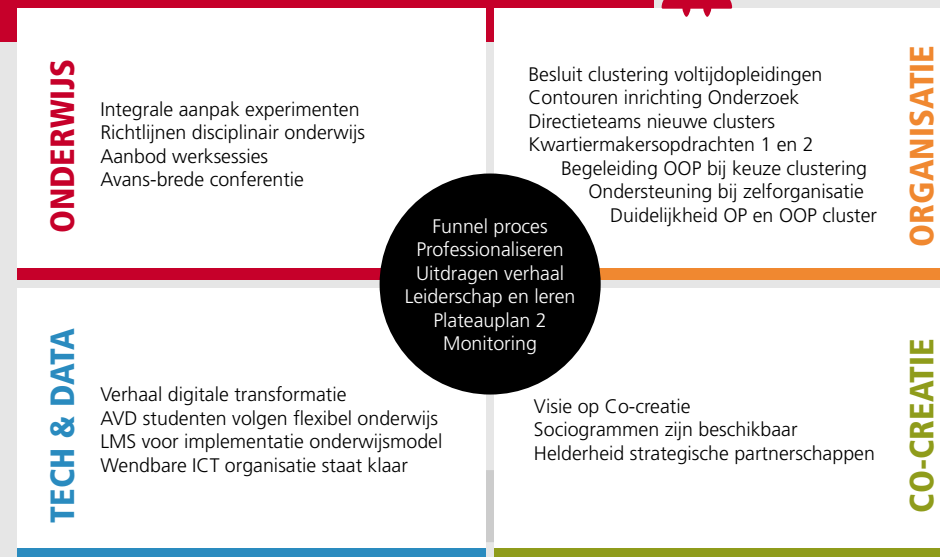 ONDERWIJS
Integrale aanpak experimenten
Richtlijnen disciplinair onderwijs
Aanbod werksessies
Avans-brede conferentie
ORGANISATIE
Besluit clustering voltijdopleidingen
Contouren inrichting Onderzoek
Directieteams nieuwe clusters
Kwartiermakersopdrachten 1 en 2
Begeleiding OOP bij keuze clustering
Ondersteuning bij zelforganisatie
Duidelijkheid OP en OOP cluster
Funnel proces
Professionaliseren
Uitdragen verhaal
Leiderschap en leren
Plateauplan 2
Monitoring
TECH & DATA
Verhaal digitale transformatie
AVD studenten volgen flexibel onderwijs
LMS voor implementatie onderwijsmodel
Wendbare ICT organisatie staat klaar
CO-CREATIE
Visie op Co-creatie
Sociogrammen zijn beschikbaar
Helderheid strategische partnerschappen